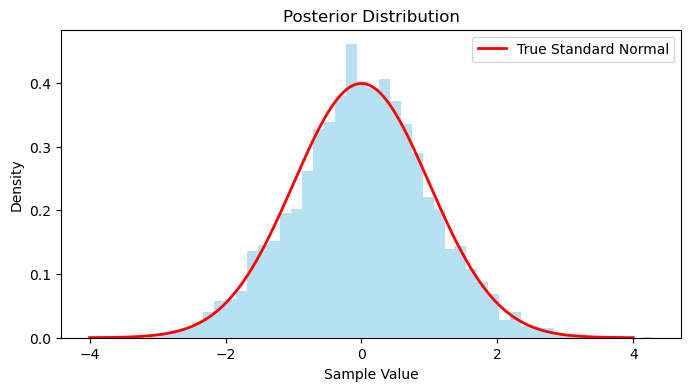 Posterior Distribution
True Standard Normal
Density
0.4
0.3
0.2
0.1
0.0
−4
−2
0
2
4
Sample Value